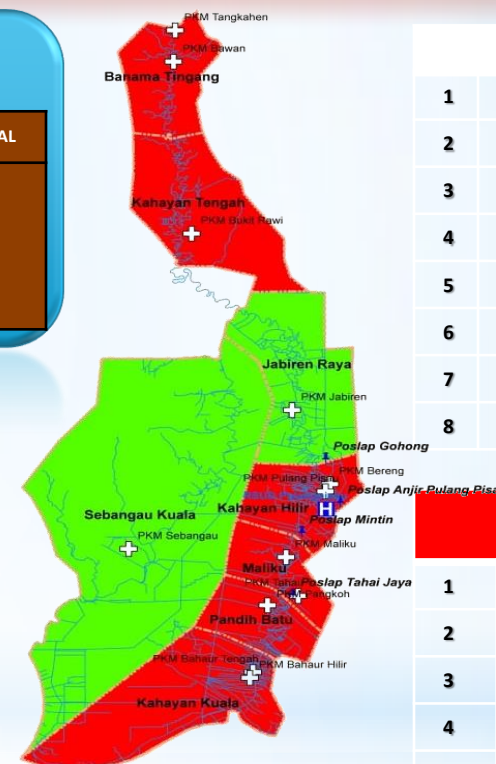 AL
PKM Tangkahen
PKM Bawan
Banama Tingang
Kahayan Tengah
PKM Bukit Rawi
Jabiren Raya
PKM Jabiren
Poslap Gohong
PKM Bereng
PKM Pulang Pisau
Poslap Anjir Pulang Pisa
H
Kahayan Hilir
Poslap Mintin
Sebangau Kuala
PKM Sebangau
PKM Maliku
Maliku
PKM Tahai
Poslap Tahai Jaya
PKM Pangkoh
Pandih Batu
PKM Bahaur Tengah
PKM Bahaur Hilir
Kahayan Kuala
1
2
3
4
5
6
7
8
1
2
3
4